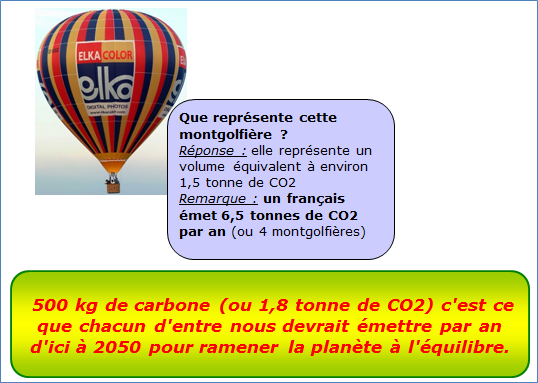 ELKA COLOR
elka
DIGITAL PHOTOS
Que représente cette
montgolfière ?
Réponse : elle représente un
volume équivalent à environ
1,5 tonne de CO2
Remarque : un français
émet 6,5 tonnes de CO2
par an (ou 4 montgolfières)
500 kg de carbone (ou 1,8 tonne de CO2) c'est ce
que chacun d'entre nous devrait émettre par an
d'ici à 2050 pour ramener la planète à l'équilibre.